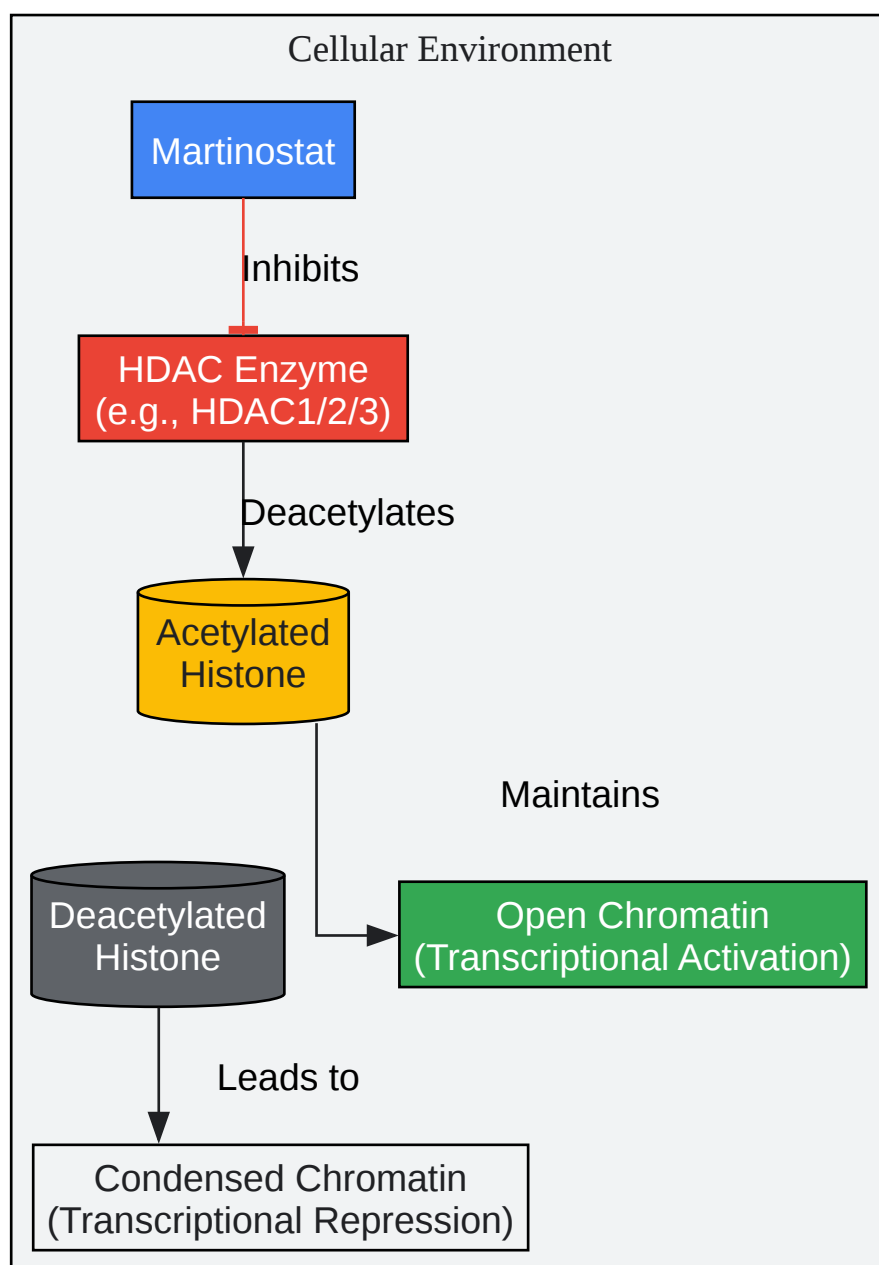 Cellular Environment
Martinostat
Inhibits
HDAC Enzyme
(e.g., HDAC1/2/3)
Deacetylates
Acetylated
Histone
Maintains
Deacetylated
Histone
Open Chromatin
(Transcriptional Activation)
Leads to
Condensed Chromatin
(Transcriptional Repression)